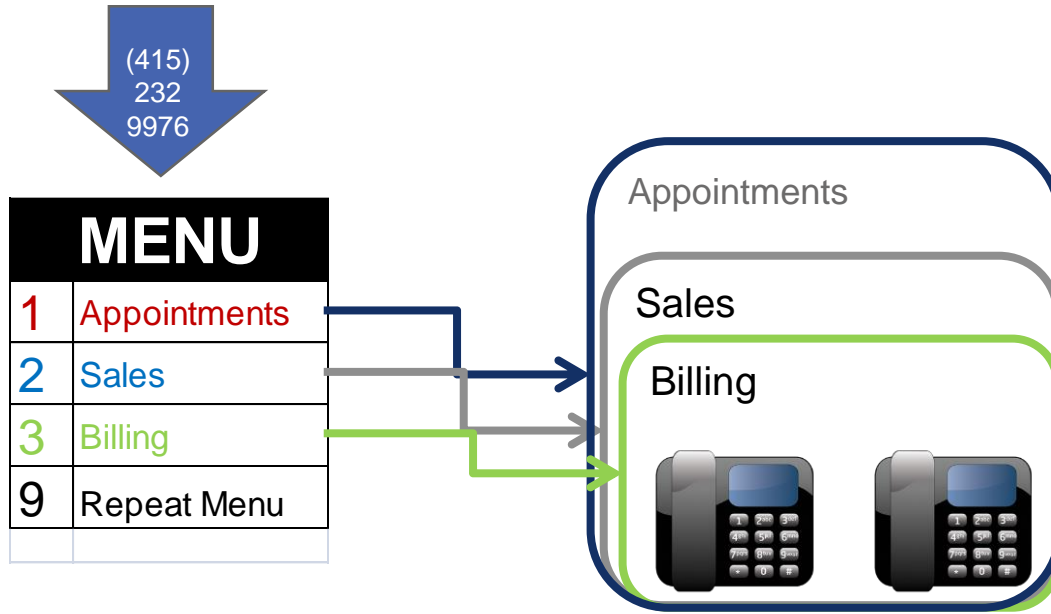 (415)
232
9976
MENU
1 Appointments
2 Sales
3 Billing
9 Repeat Menu
Appointments
Sales
Billing